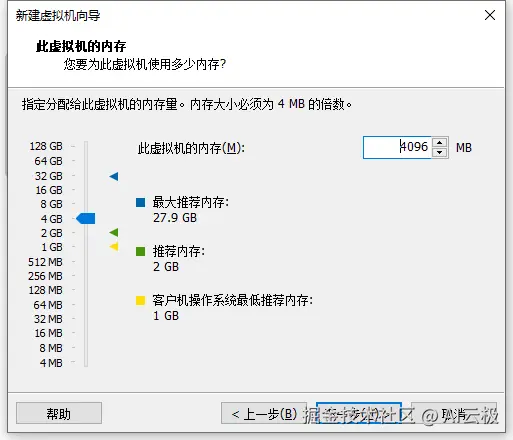 新建虚拟机向导
此虚拟机的内存
您要为此虚拟机使用多少内存?
指定分配给此虚拟机的内存量。内存大小必须为 4 MB 的倍数。
128 GB
64 GB
32 GB
16 GB
8 GB
4 GB
2 GB
1 GB
512 MB
256 MB
128 MB
64 MB
32 MB
16 MB
8 MB
4 MB
此虚拟机的内存(M): 4096 MB
最大推荐内存:
27.9 GB
推荐内存:
2 GB
客户机操作系统最低推荐内存:
1 GB
帮助
< 上一步(B)
取消
掘金技术社区 @ AI云极